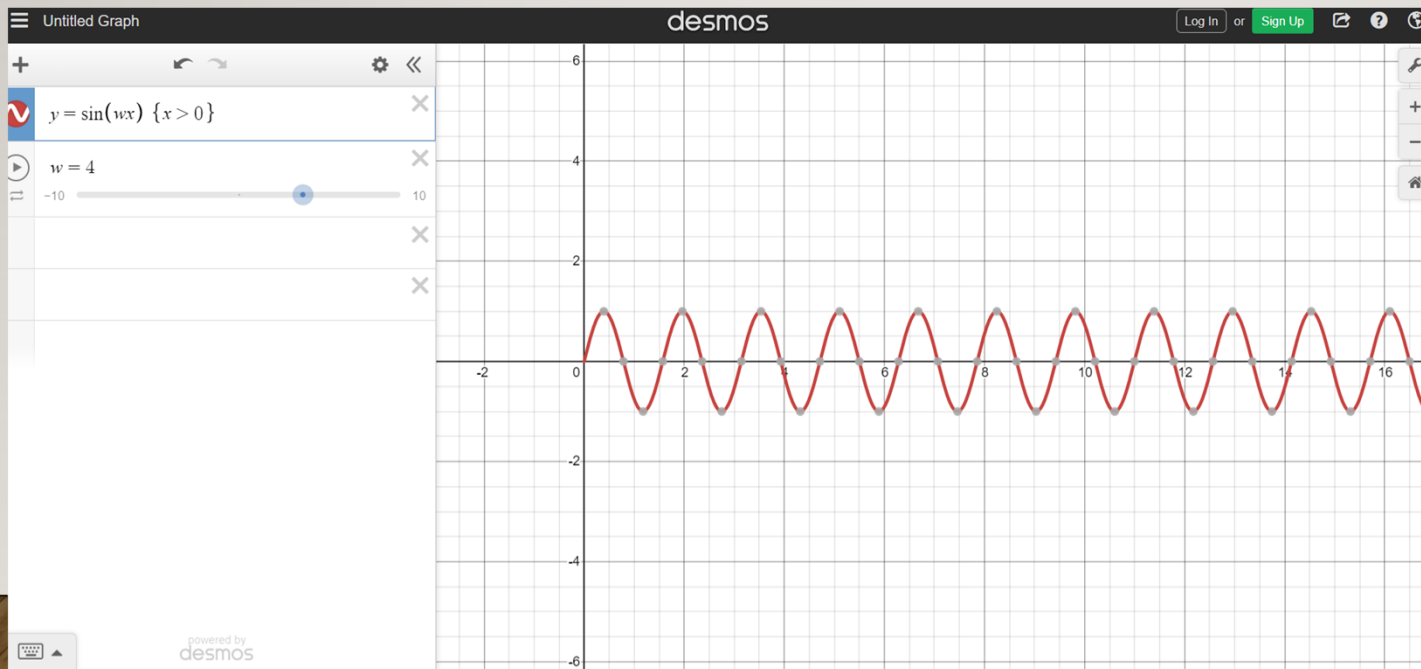 Untitled Graph
desmos
Log In or Sign Up
y = sin(wx) {x > 0}
w = 4
-10
10
powered by
desmos
6
4
2
-2
0
2
4
6
8
10
12
14
16
-2
-4
-6